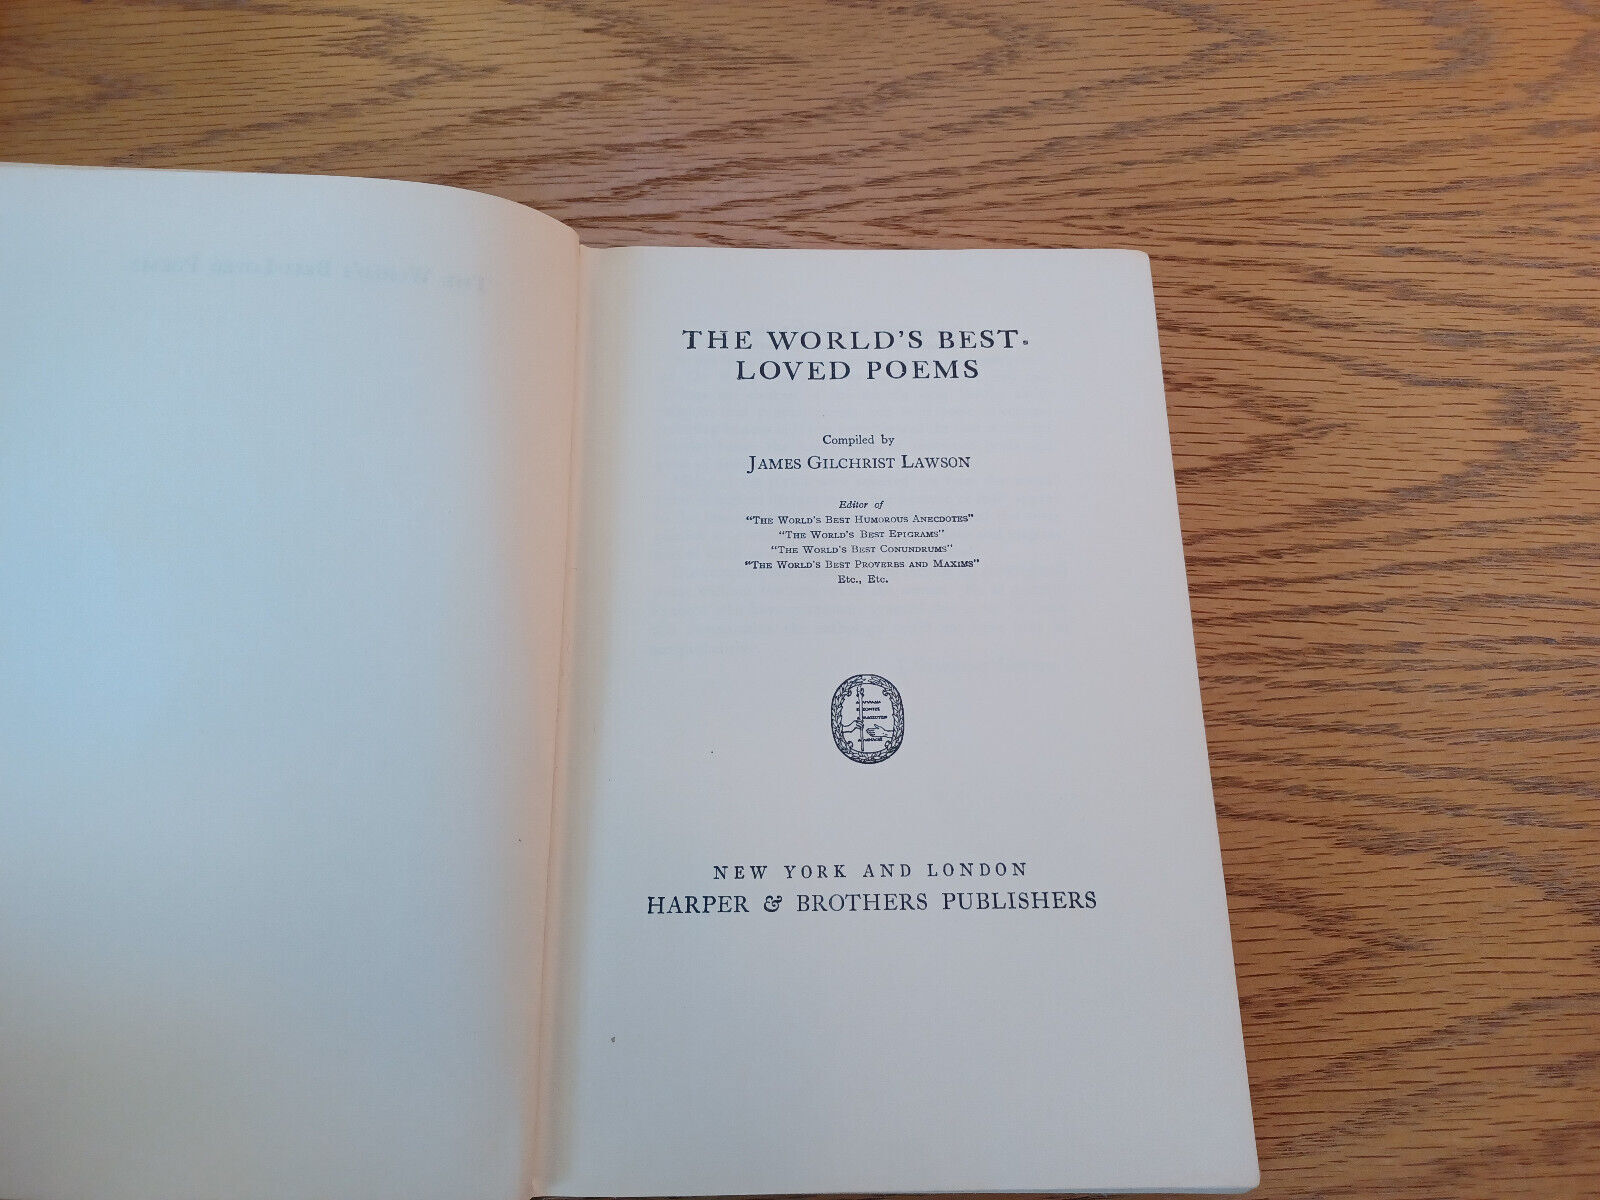 THE WORLD'S BEST-
LOVED POEMS
Compiled by
JAMES GILCHRIST LAWSON
Editor of
"THE WORLD'S BEST HUMOROUS ANECDOTES"
"THE WORLD'S BEST EPIGRAMS"
"THE WORLD'S BEST CONUNDRUMS"
"THE WORLD'S BEST PROVERBS AND MAXIMS"
ETC., ETC.
NEW YORK AND LONDON
HARPER & BROTHERS PUBLISHERS